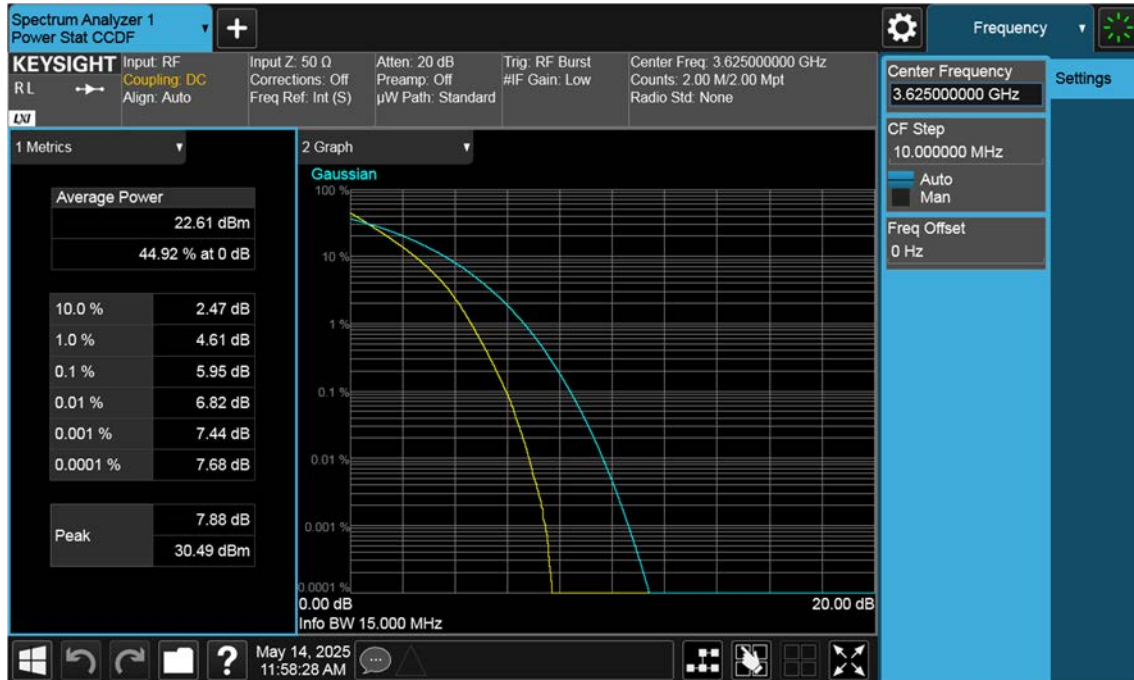 Spectrum Analyzer 1
Power Stat CCDF
Frequency
KEYSIGHT
R L
LXI
Input: RF
Coupling: DC
Align: Auto
Input Z: 50 Ω
Corrections: Off
Freq Ref: Int (S)
Atten: 20 dB
Preamp: Off
µW Path: Standard
Trig: RF Burst
#IF Gain: Low
Center Freq: 3.625000000 GHz
Counts: 2.00 M/2.00 Mpt
Radio Std: None
Center Frequency
3.625000000 GHz
Settings
CF Step
10.000000 MHz
Auto
Man
Freq Offset
0 Hz
1 Metrics
Average Power
22.61 dBm
44.92 % at 0 dB
10.0 % 2.47 dB
1.0 % 4.61 dB
0.1 % 5.95 dB
0.01 % 6.82 dB
0.001 % 7.44 dB
0.0001 % 7.68 dB
Peak 7.88 dB
30.49 dBm
2 Graph
Gaussian
100 %
10 %
1 %
0.1 %
0.01 %
0.001 %
0.0001 %
0.00 dB 20.00 dB
Info BW 15.000 MHz
?
May 14, 2025
11:58:28 AM